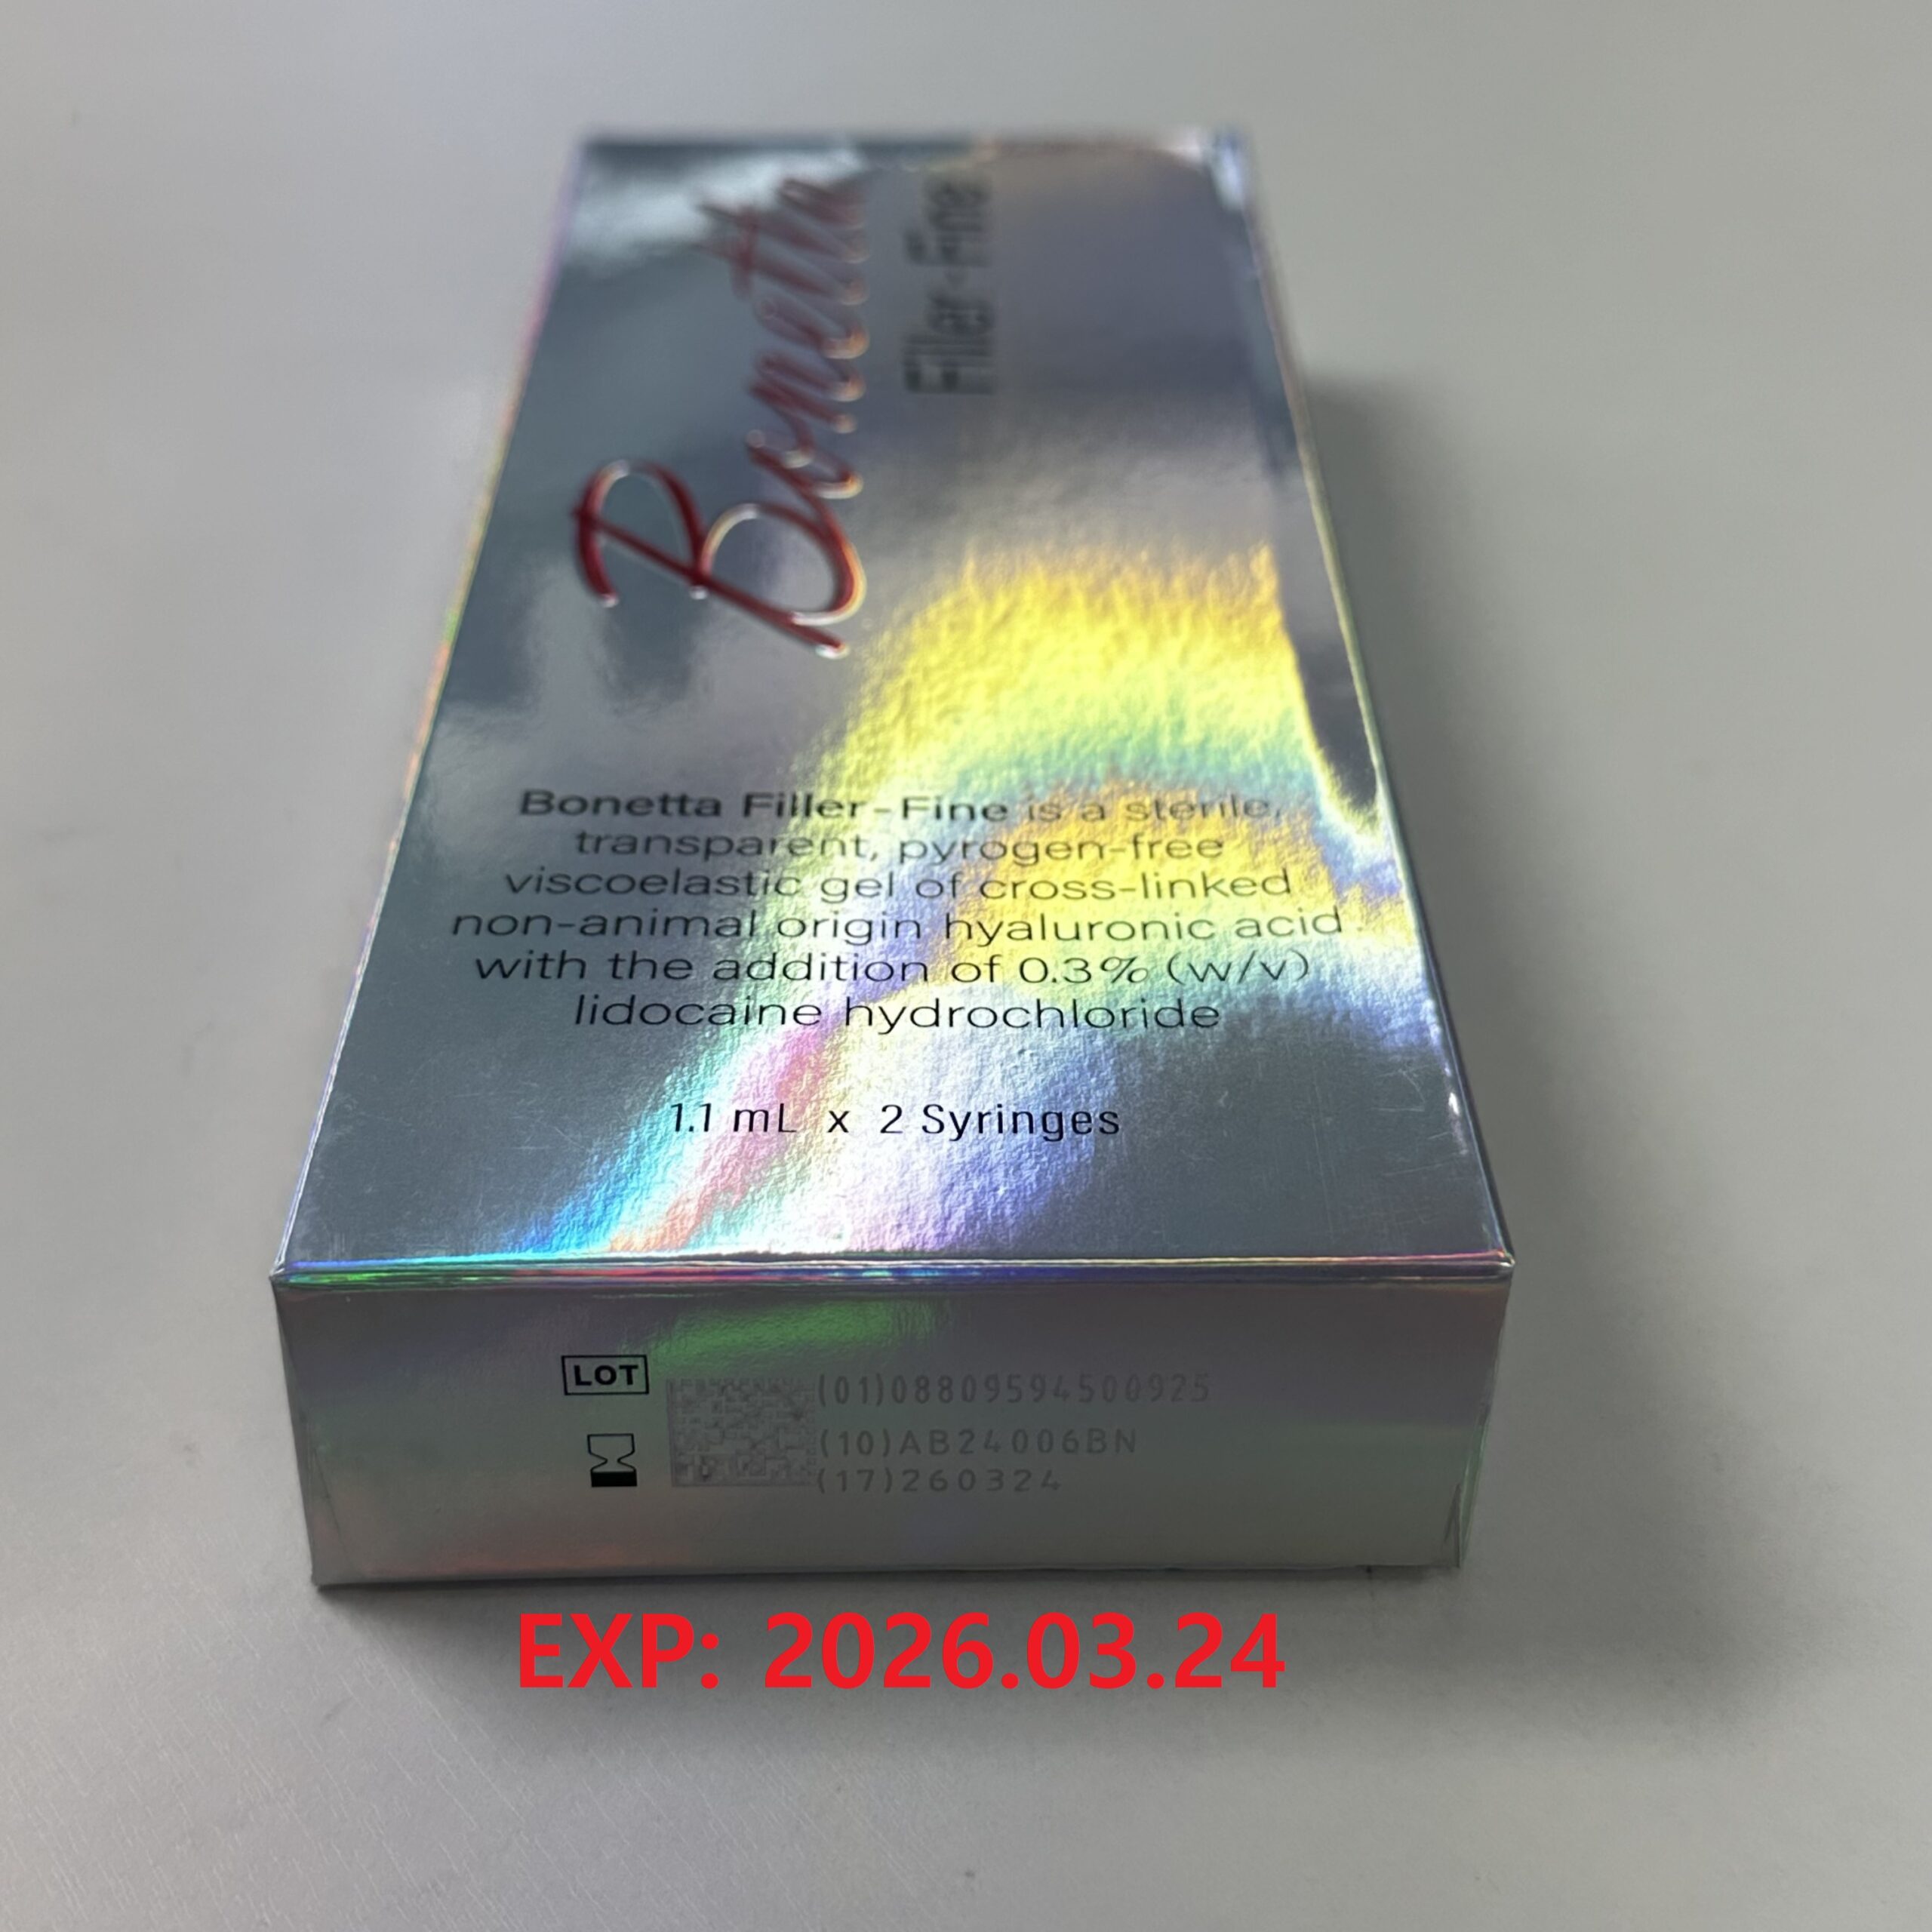 Bonetta
Filler-Fine
Bonetta Filler-Fine is a sterile,
transparent, pyrogen-free
viscoelastic gel of cross-linked
non-animal origin hyaluronic acid
with the addition of 0.3% (w/v)
lidocaine hydrochloride
1.1 mL x 2 Syringes
LOT
(01)08809594500925
(10)AB24006BN
(17)260324
EXP: 2026.03.24